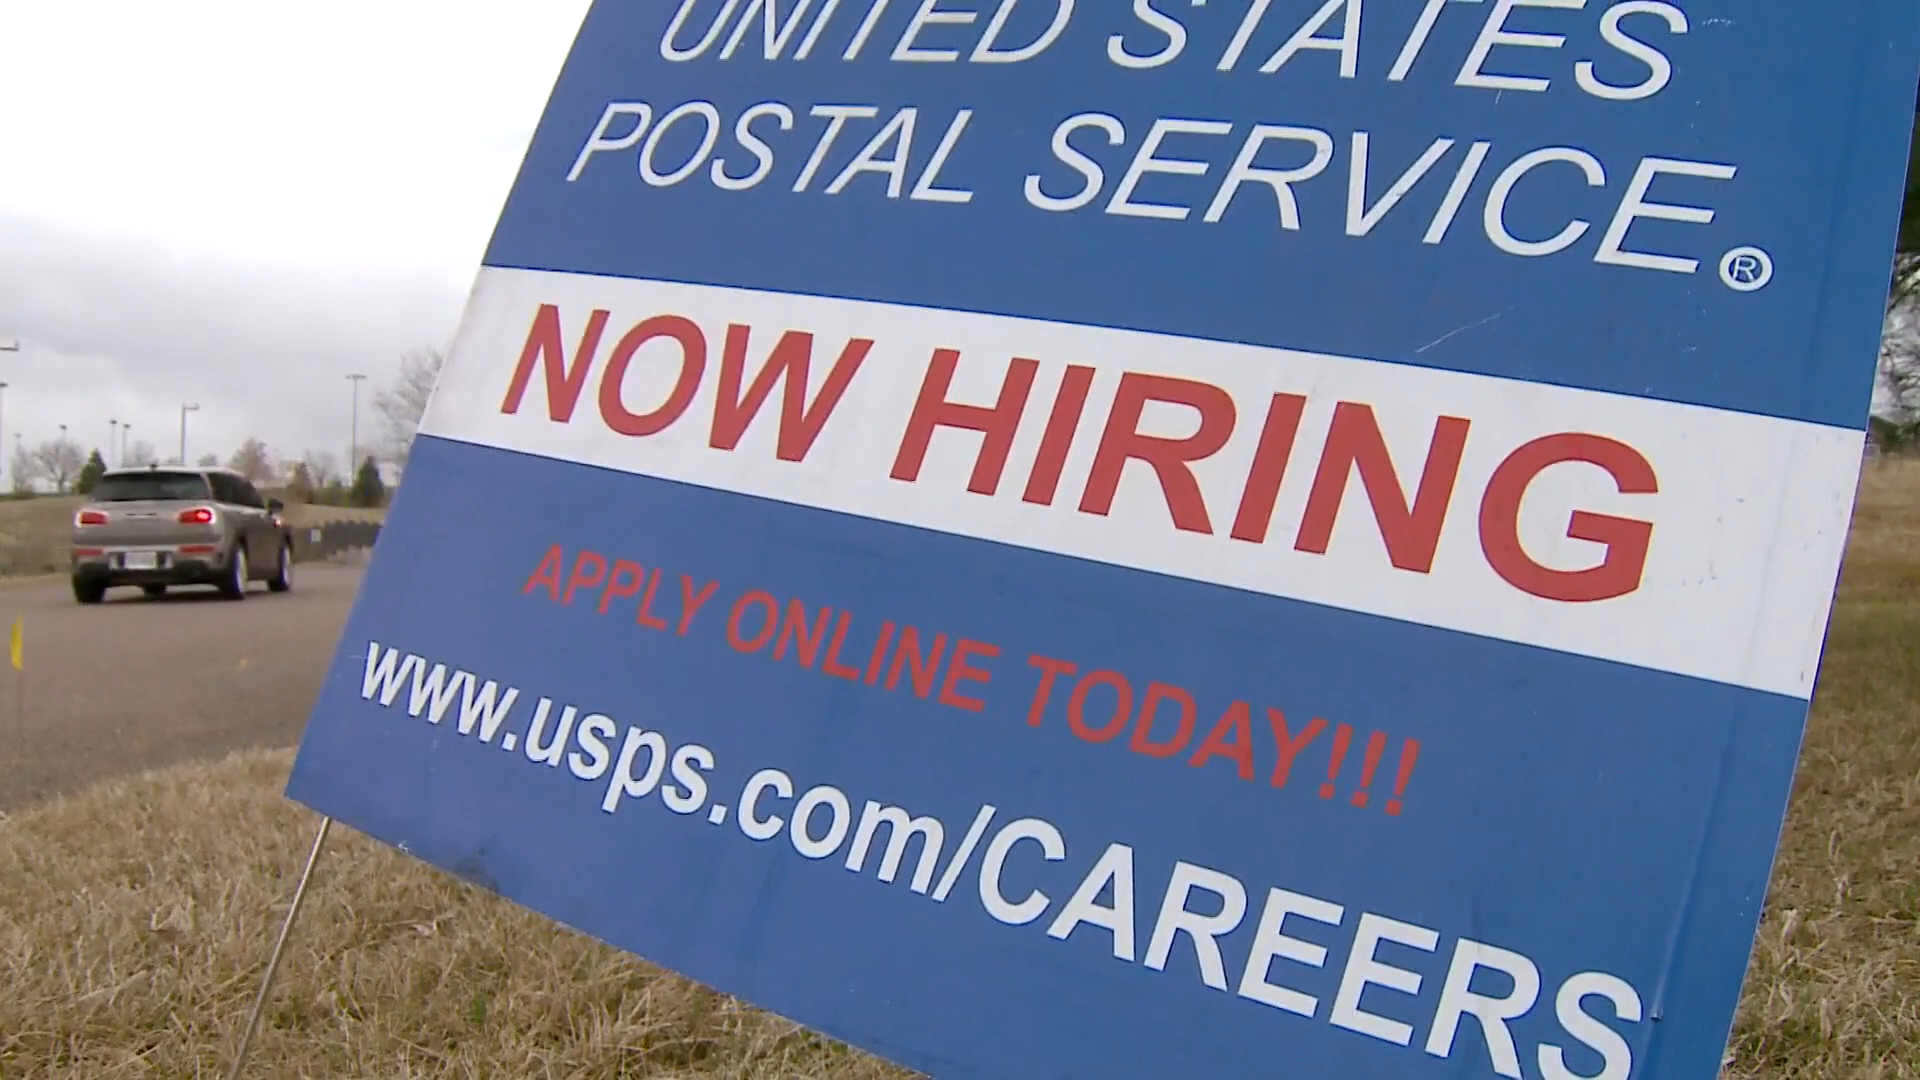 UNITED STATES
POSTAL SERVICE®
NOW HIRING
APPLY ONLINE TODAY!!!
www.usps.com/CAREERS